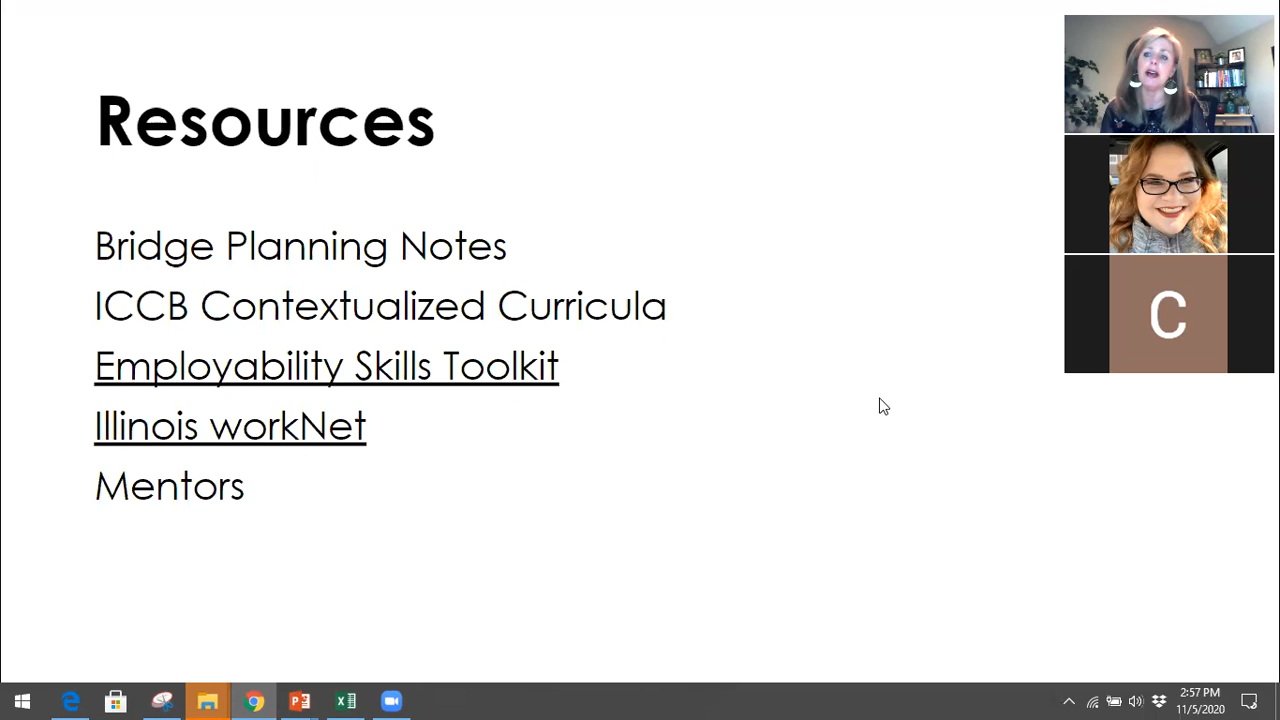 Resources
Bridge Planning Notes
ICCB Contextualized Curricula
Employability Skills Toolkit
Illinois workNet
Mentors
C
2:57 PM
11/5/2020